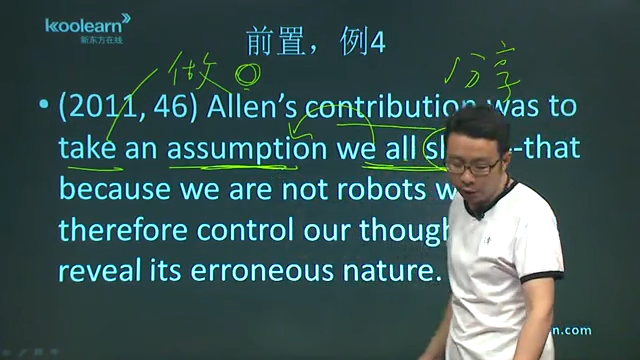 koolearn
新东方在线
前置，例4
做
分享
• (2011, 46) Allen's contribution was to
take an assumption we all sh -that
because we are not robots w
therefore control our though
reveal its erroneous nature.
n.com